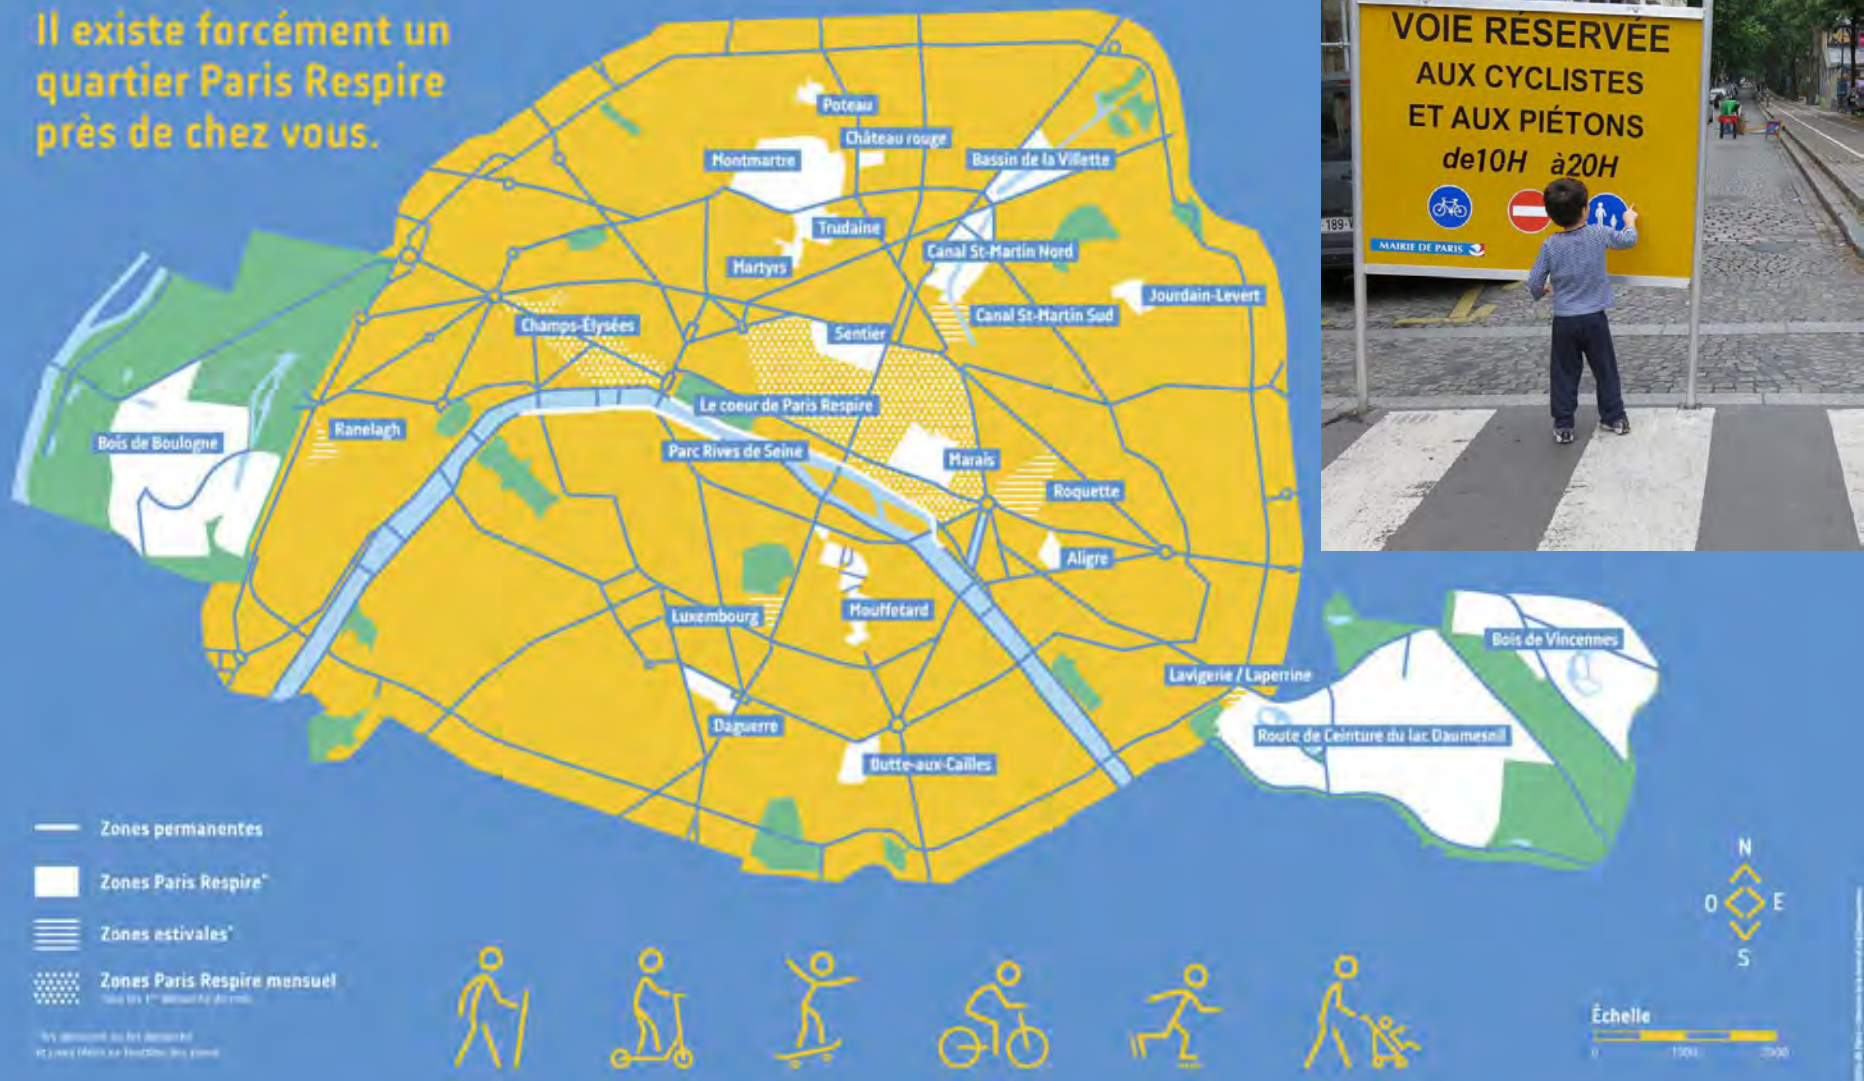 Il existe forcément un
quartier Paris Respire
près de chez vous.
Poteau
Château rouge
Montmartre
Bassin de la Villette
Trudaine
Canal St-Martin Nord
Martyrs
Jourdain-Levert
Champs-Élysées
Canal St-Martin Sud
Sentier
Le coeur de Paris Respire
Ranelagh
Bois de Boulogne
Parc Rives de Seine
Marais
Roquette
Aligre
Mouffetard
Luxembourg
Bois de Vincennes
Lavigerie / Laperrine
Daguerre
Route de Ceinture du lac Daumesnil
Butte-aux-Cailles
Zones permanentes
Zones Paris Respire*
Zones estivales*
Zones Paris Respire mensuel
N
O E
S
Échelle
0
VOIE RÉSERVÉE
AUX CYCLISTES
ET AUX PIÉTONS
de10H à20H
MAIRIE DE PARIS
189-